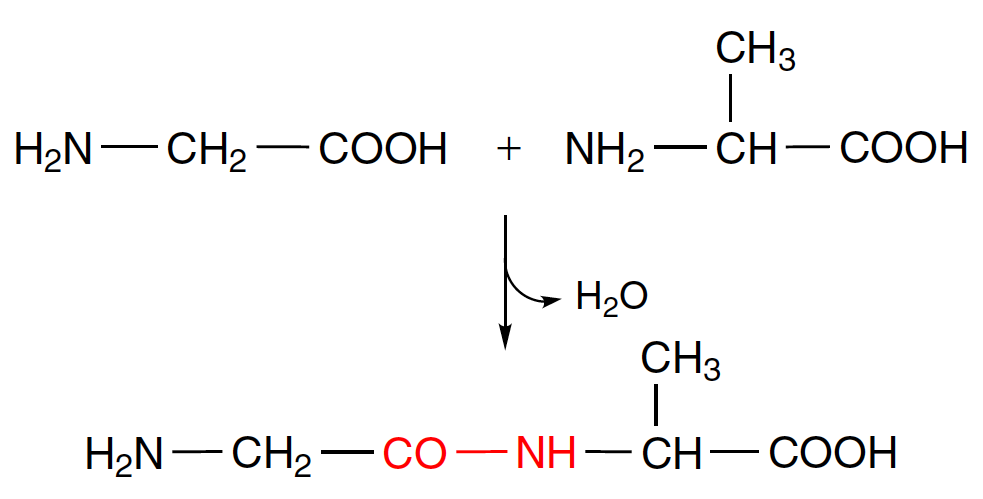 CH₃
H₂N — CH₂ — COOH + NH₂ — CH — COOH
H₂O
CH₃
H₂N — CH₂ — CO — NH — CH — COOH